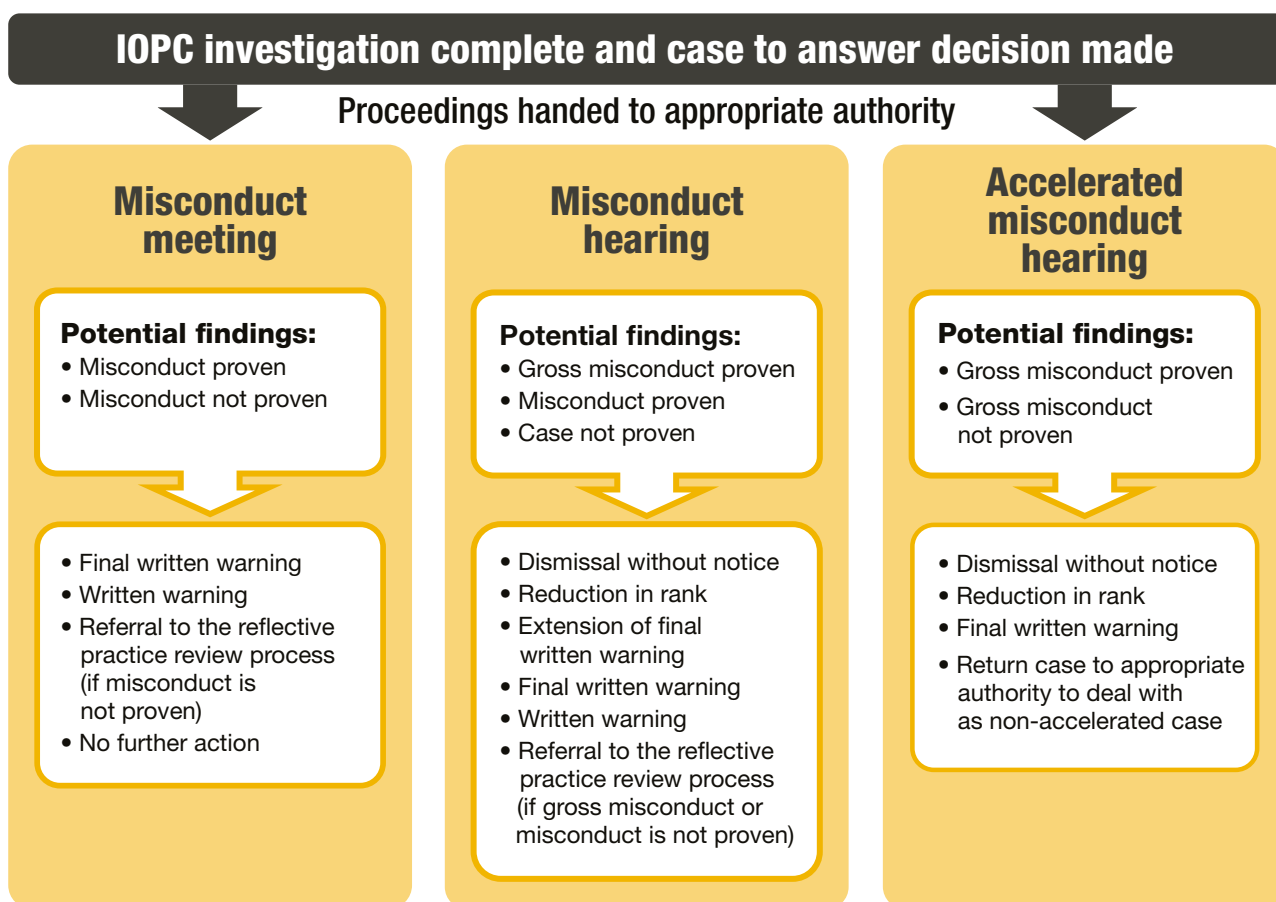 IOPC investigation complete and case to answer decision made
Proceedings handed to appropriate authority
Misconduct
meeting
Potential findings:
• Misconduct proven
• Misconduct not proven
• Final written warning
• Written warning
• Referral to the reflective
practice review process
(if misconduct is
not proven)
• No further action
Misconduct
hearing
Potential findings:
• Gross misconduct proven
• Misconduct proven
• Case not proven
• Dismissal without notice
• Reduction in rank
• Extension of final
written warning
• Final written warning
• Written warning
• Referral to the reflective
practice review process
(if gross misconduct or
misconduct is not proven)
Accelerated
misconduct
hearing
Potential findings:
• Gross misconduct proven
• Gross misconduct
not proven
• Dismissal without notice
• Reduction in rank
• Final written warning
• Return case to appropriate
authority to deal with
as non-accelerated case